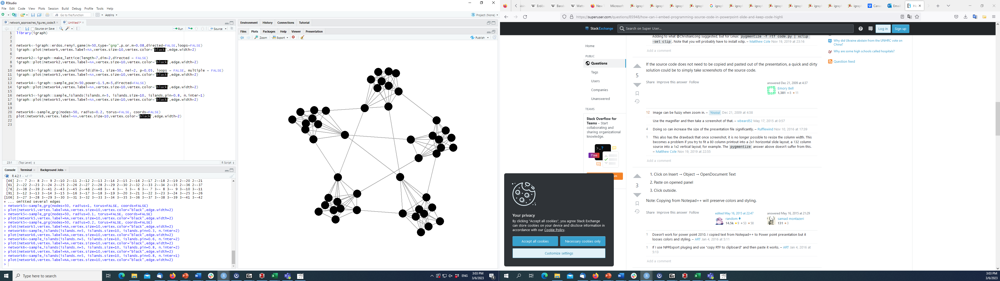 RStudio
File Edit Code View Plots Session Build Debug Profile Tools Help
Go to file/function
Addins
Project: (None)
network_approaches_figures_code.R
Untitled1*
Source on Save
Run
Source
1 library(igraph)
2
3
4 network<-igraph::erdos.renyi.game(n=50,type="gnp",p.or.m=0.08,directed=FALSE,loops=FALSE)
5 igraph::plot(network,vertex.label=NA,vertex.size=10,vertex.color="black",edge.width=2)
6
7 network2<-igraph::make_lattice(length=7,dim=2,directed = FALSE)
8 igraph::plot(network2,vertex.label=NA,vertex.size=10,vertex.color="black",edge.width=2)
9
10 network3<-igraph::sample_smallworld(dim=1, size=50, nei=2, p=0.05, loops = FALSE, multiple = FALSE)
11 igraph::plot(network3,vertex.label=NA,vertex.size=10,vertex.color="black",edge.width=2)
12
13 network4<-igraph::sample_pa(n=50,power=1.5,m=5,directed=FALSE)
14 igraph::plot(network4,vertex.label=NA,vertex.size=10,vertex.color="black",edge.width=2)
15
16 network5<-igraph::sample_islands(islands.n=5, islands.size=10, islands.pin=0.8, n.inter=1)
17 igraph::plot(network5,vertex.label=NA,vertex.size=10,vertex.color="black",edge.width=2)
18
19
20 network6<-sample_grg(nodes=50, radius=0.2, torus=FALSE, coords=FALSE)
21 plot(network6,vertex.label=NA,vertex.size=10,vertex.color="black",edge.width=2)
22
23
23:1 (Top Level)
R Script
Console Terminal Background Jobs
R 4.2.1 · ~/
[46] 2-- 7 2-- 8 2-- 9 2--10 2--11 2--12 2--13 2--14 2--15 2--16 2--17 2--18 2--19 2--20 2--21
[61] 2--22 2--23 2--24 2--25 2--26 2--27 2--28 2--29 2--30 2--32 2--33 2--34 2--35 2--36 2--37
[76] 2--38 2--39 2--41 2--43 2--45 2--46 2--48 3-- 4 3-- 5 3-- 6 3-- 7 3-- 8 3-- 9 3--10 3--11
[91] 3--12 3--13 3--14 3--15 3--16 3--17 3--18 3--19 3--20 3--21 3--22 3--23 3--24 3--25 3--26
[106] 3--27 3--28 3--29 3--30 3--31 3--32 3--33 3--34 3--35 3--36 3--37 3--38 3--39 3--41 3--42
+ ... omitted several edges
> network5<-sample_grg(nodes=50, radius=1, torus=FALSE, coords=FALSE)
> plot(network5,vertex.label=NA,vertex.size=10,vertex.color="black",edge.width=2)
> network5<-sample_grg(nodes=50, radius=0.1, torus=FALSE, coords=FALSE)
> plot(network5,vertex.label=NA,vertex.size=10,vertex.color="black",edge.width=2)
> network5<-sample_grg(nodes=50, radius=0.2, torus=FALSE, coords=FALSE)
> plot(network5,vertex.label=NA,vertex.size=10,vertex.color="black",edge.width=2)
> network6<-sample_islands(islands.n=5, islands.size=10, islands.pin=0.3, n.inter=2)
> plot(network6,vertex.label=NA,vertex.size=10,vertex.color="black",edge.width=2)
> network6<-sample_islands(islands.n=5, islands.size=10, islands.pin=0.6, n.inter=2)
> plot(network6,vertex.label=NA,vertex.size=10,vertex.color="black",edge.width=2)
> network6<-sample_islands(islands.n=5, islands.size=10, islands.pin=0.8, n.inter=2)
> plot(network6,vertex.label=NA,vertex.size=10,vertex.color="black",edge.width=2)
> network6<-sample_islands(islands.n=5, islands.size=10, islands.pin=0.8, n.inter=1)
> plot(network6,vertex.label=NA,vertex.size=10,vertex.color="black",edge.width=2)
>
Environment History Connections Tutorial
Files Plots Packages Help Viewer Presentation
Zoom Export Publish
Type here to search
ENG
3:03 PM
3/6/2023
Erdős Barab Watts New T Microsoft igraph igraph igraph igraph igraph igraph igraph igraph igraph igraph igraph igraph Canad Email Ho
https://superuser.com/questions/85948/how-can-i-embed-programming-source-code-in-powerpoint-slide-and-keep-code-highli
StackExchange
Search on Super User...
Log in
Sign up
Home
PUBLIC
Questions
Tags
Users
Companies
Unanswered
TEAMS
Stack Overflow for
Teams – Start
collaborating and
sharing organizational
knowledge.
>_?
Free
Adding to what @ChristianLong suggested, but for Linux: pygmentize -f rtf code.py | xclip
-sel clip. Note that you will probably have to install xclip. – Matthew Cole Nov 19, 2019 at 23:16
Add a comment
If the source code does not need to be copied and pasted out of the presentation, a quick and dirty
solution could be to simply take screenshots of the source code.
5
Share Improve this answer Follow
answered Dec 21, 2009 at 4:37
Emory Bell
1,381 8 11
12 Image can be fuzzy when zoom in. – Yousui Dec 21, 2009 at 4:58
Use the magnifier and then take a screenshot of that. – wbeard52 May 17, 2015 at 0:57
4 Doing so can increase the size of the presentation file significantly. – Rufflewind Nov 10, 2016 at 17:39
1 This also has the drawback that once screenshot, it is no longer possible to resize the column width. This
becomes a problem if you try to fit a 80 column printout into a 2x1 horizontal slide layout, a 132 column
source into a 1x2 vertical layout, for example. The pygmentize answer above doesn't suffer from this.
– Matthew Cole Nov 19, 2019 at 22:55
Add a comment
1. Click on Insert → Object → OpenDocument Text
2. Paste on opened panel
3. Click outside.
3
Note: Copying from Notepad++ will preserve colors and styling.
Share Improve this answer Follow
edited May 16, 2015 at 22:47
random
14.5k 9 53 58
answered May 16, 2015 at 21:29
samad montazeri
131 3
1 Doesn't work for power point 2010. I copied text from Notepad++ to Power point presentation but it
looses colors and styling. – ART Jan 4, 2016 at 5:11
1 If I use NPPExport pluging and use "copy RTF to clipboard" and then paste it works. – ART Jan 4, 2016 at
5:13
Add a comment
Why did Ukraine abstain from the UNHRC vote on
China?
Why are some high schools called hospitals?
Question feed
Your privacy
By clicking "Accept all cookies", you agree Stack Exchange
can store cookies on your device and disclose information in
accordance with our Cookie Policy.
Accept all cookies
Necessary cookies only
Customize settings
3:03 PM
3/6/2023